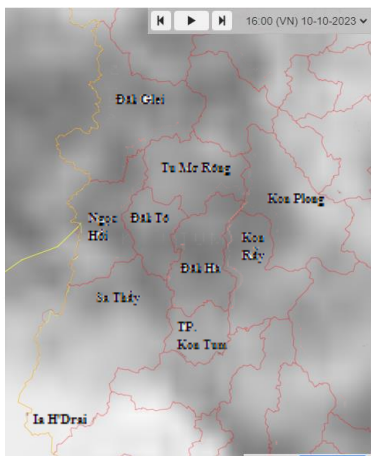 16:00 (VN) 10-10-2023
Đăk Glei
Tu Mơ Rông
Kon Plong
Ngọc
Hồi
Đăk Tô
Kon
Rẫy
Đăk Hà
Sa Thầy
TP.
Kon Tum
Ia H'Drai